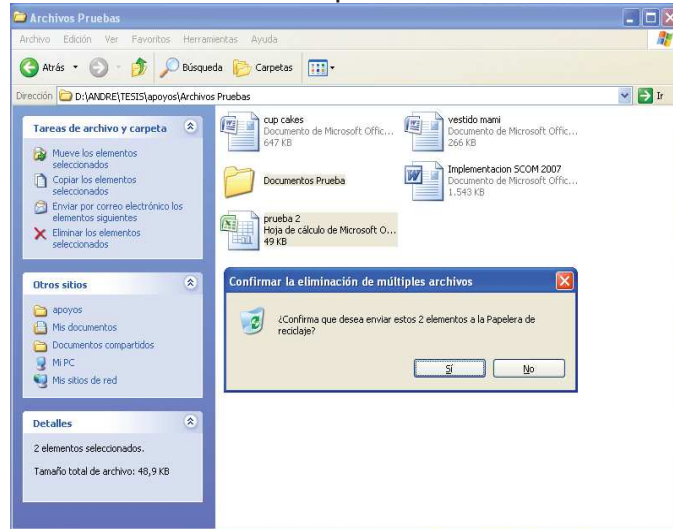 Archivos Pruebas
Archivo Edición Ver Favoritos Herramientas Ayuda
Atrás Búsqueda Carpetas
Dirección D:\ANDRE\TESIS\apoyos\Archivos Pruebas Ir
Tareas de archivo y carpeta
Mueve los elementos
seleccionados
Copiar los elementos
seleccionados
Enviar por correo electrónico los
elementos siguientes
Eliminar los elementos
seleccionados
Otros sitios
apoyos
Mis documentos
Documentos compartidos
Mi PC
Mis sitios de red
Detalles
2 elementos seleccionados.
Tamaño total de archivo: 48,9 KB
cup cakes
Documento de Microsoft Offic...
647 KB
vestido mami
Documento de Microsoft Offic...
266 KB
Documentos Prueba
Implementacion SCOM 2007
Documento de Microsoft Offic...
1.543 KB
prueba 2
Hoja de cálculo de Microsoft O...
49 KB
Confirmar la eliminación de múltiples archivos
¿Confirma que desea enviar estos 2 elementos a la Papelera de
reciclaje?
Sí No